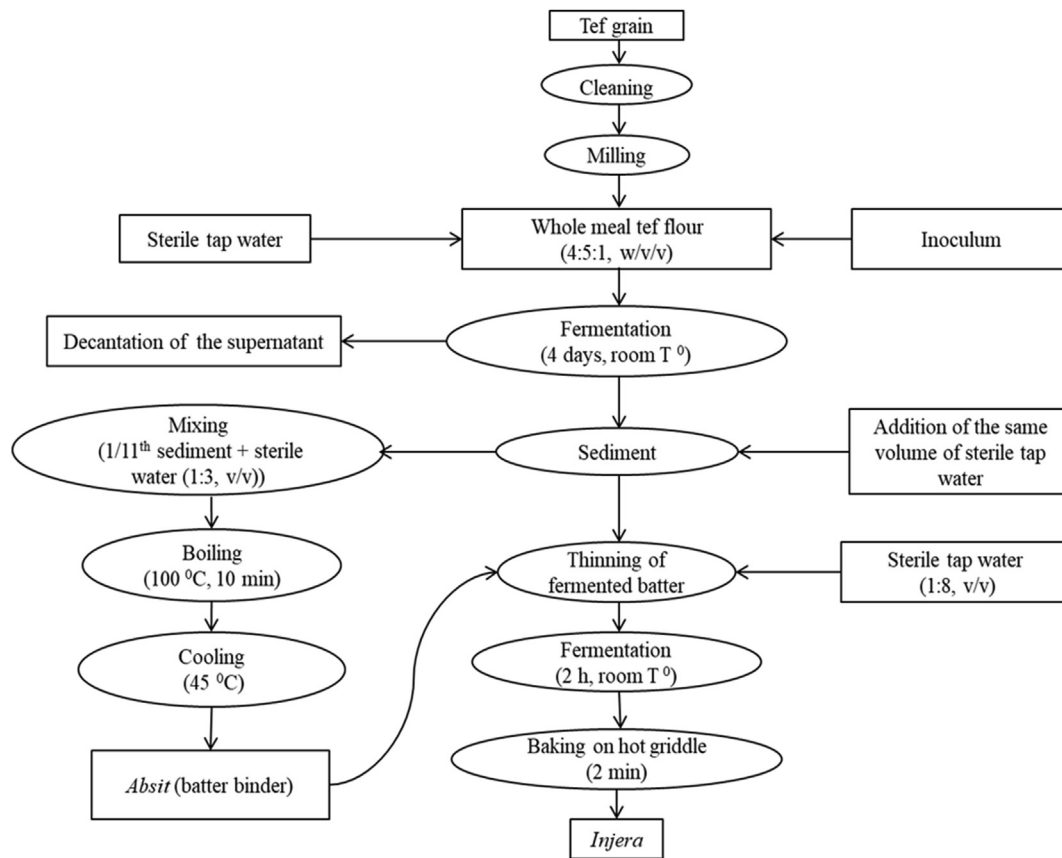 Tef grain
Cleaning
Milling
Sterile tap water
Whole meal tef flour
(4:5:1, w/v/v)
Inoculum
Fermentation
(4 days, room T ⁰)
Decantation of the supernatant
Mixing
(1/11ᵗʰ sediment + sterile
water (1:3, v/v))
Sediment
Addition of the same
volume of sterile tap
water
Boiling
(100 ⁰C, 10 min)
Thinning of
fermented batter
Sterile tap water
(1:8, v/v)
Cooling
(45 ⁰C)
Fermentation
(2 h, room T ⁰)
Absit (batter binder)
Baking on hot griddle
(2 min)
Injera